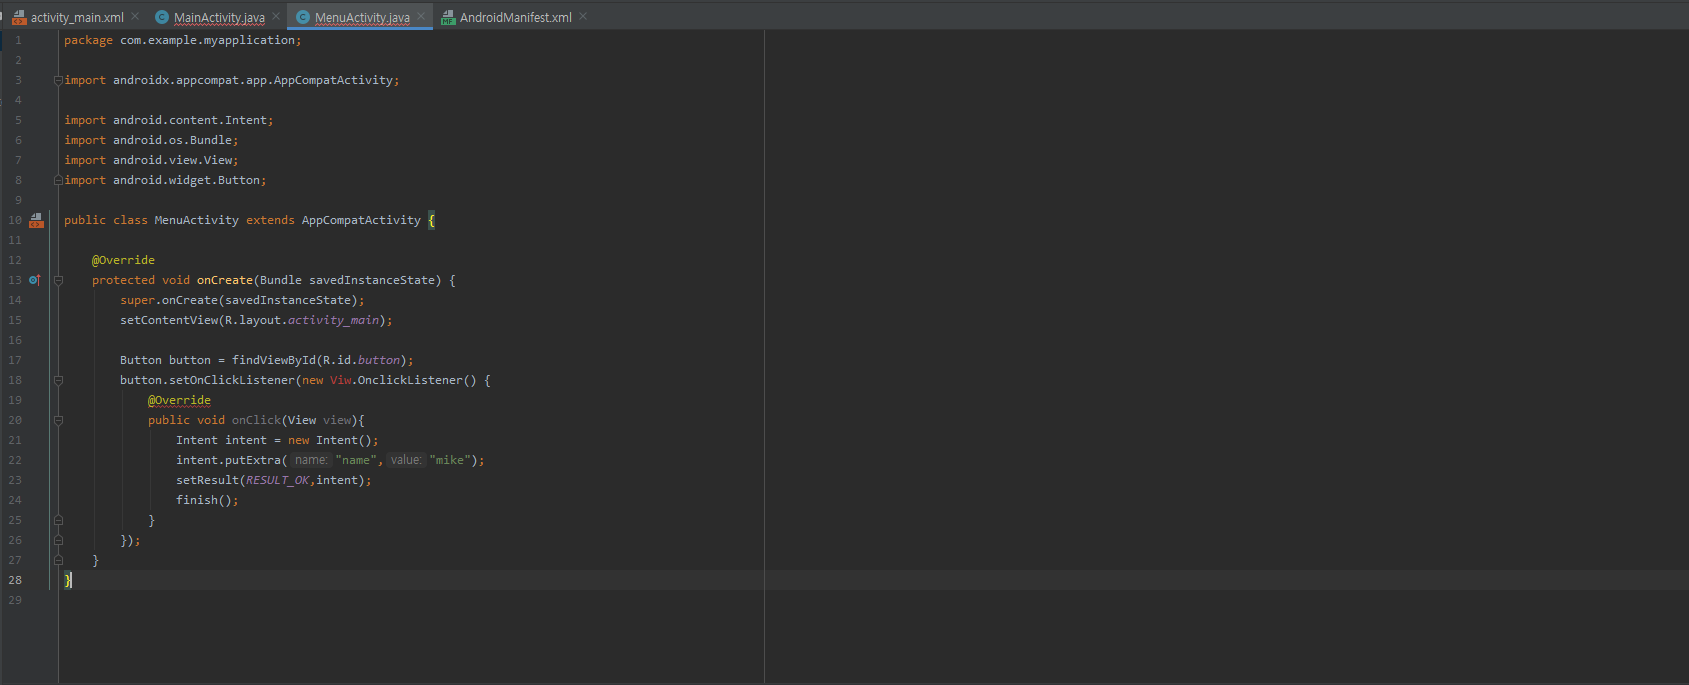 activity_main.xml MainActivity.java MenuActivity.java MF AndroidManifest.xml
1 package com.example.myapplication;
2
3 import androidx.appcompat.app.AppCompatActivity;
4
5 import android.content.Intent;
6 import android.os.Bundle;
7 import android.view.View;
8 import android.widget.Button;
9
10 public class MenuActivity extends AppCompatActivity {
11
12 @Override
13 protected void onCreate(Bundle savedInstanceState) {
14 super.onCreate(savedInstanceState);
15 setContentView(R.layout.activity_main);
16
17 Button button = findViewById(R.id.button);
18 button.setOnClickListener(new Viw.OnclickListener() {
19 @Override
20 public void onClick(View view){
21 Intent intent = new Intent();
22 intent.putExtra( name: "name", value: "mike");
23 setResult(RESULT_OK,intent);
24 finish();
25 }
26 });
27 }
28 }
29